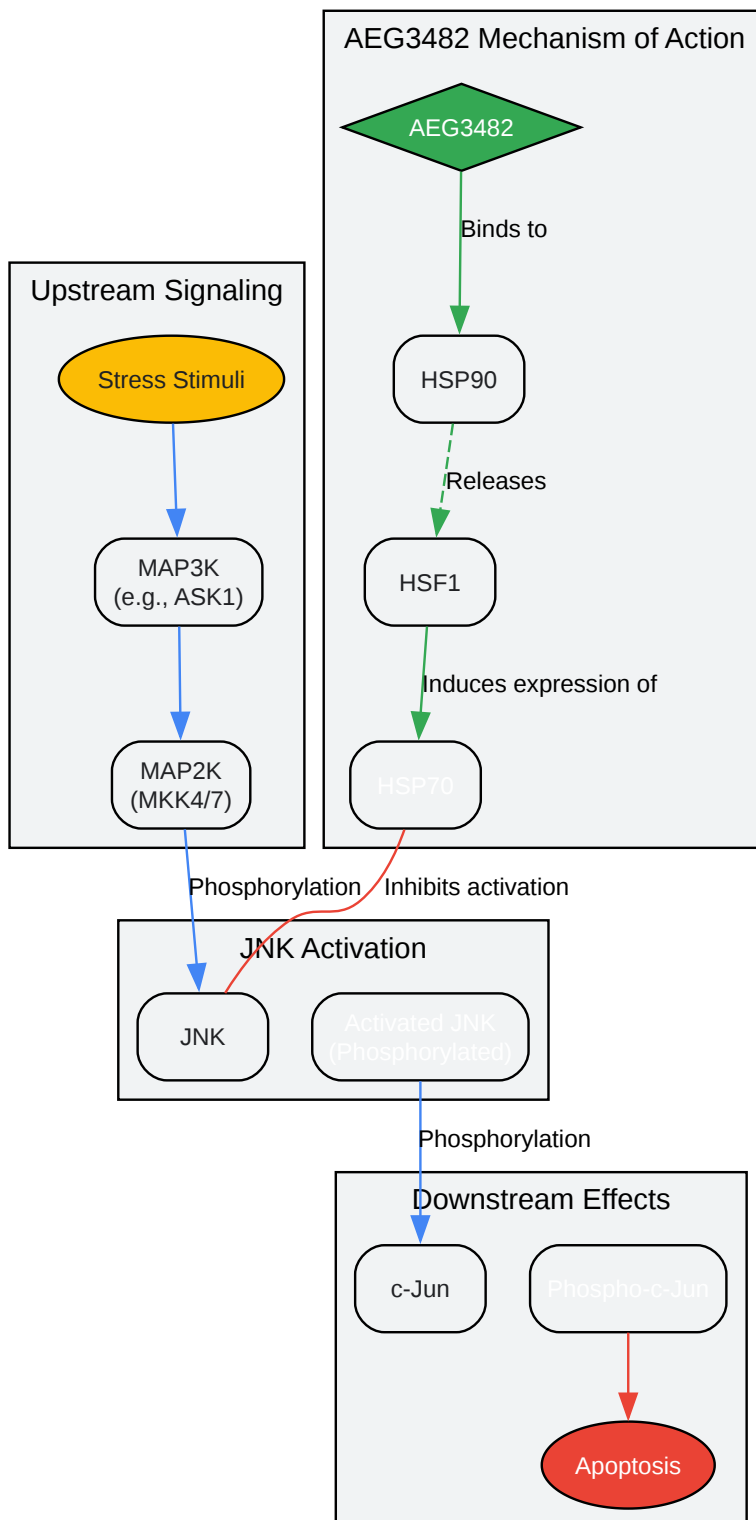 AEG3482 Mechanism of Action
AEG3482
Binds to
Upstream Signaling
Stress Stimuli
HSP90
Releases
MAP3K
(e.g., ASK1)
HSF1
Induces expression of
MAP2K
(MKK4/7)
HSP70
Phosphorylation
Inhibits activation
JNK Activation
JNK
Activated JNK
(Phosphorylated)
Phosphorylation
Downstream Effects
c-Jun
Phospho-c-Jun
Apoptosis